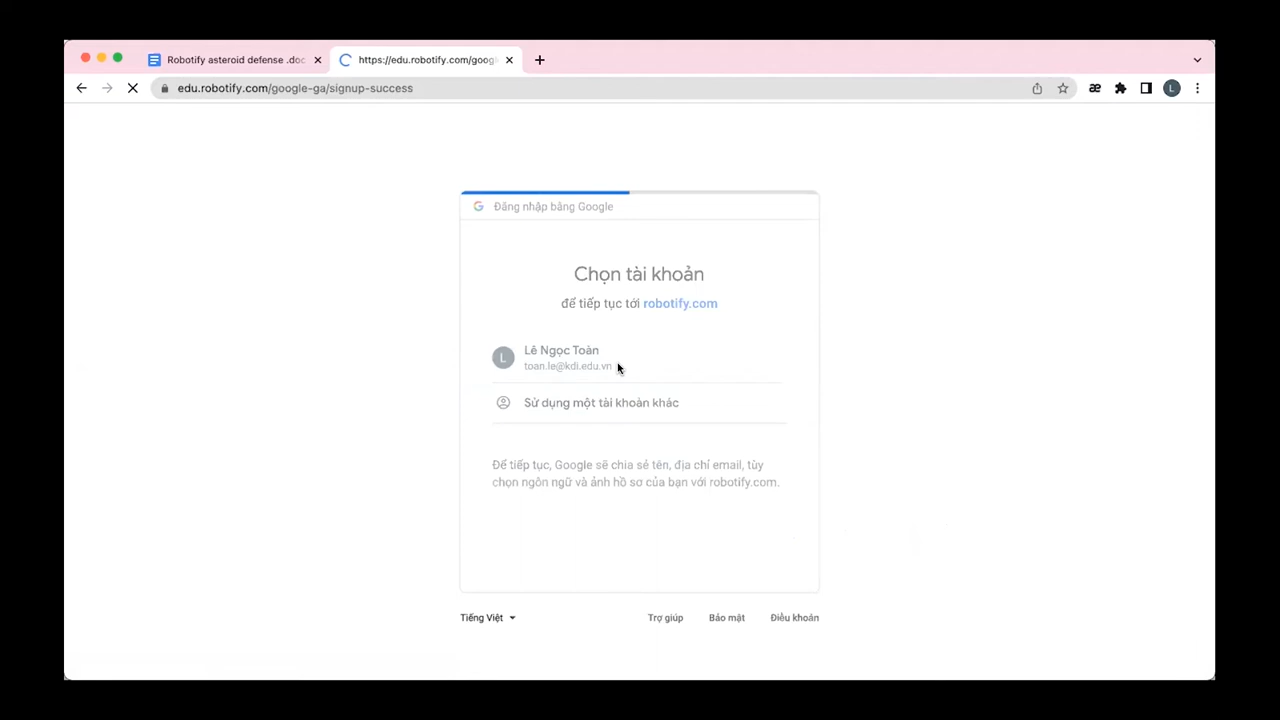 Robotify asteroid defense .doc
https://edu.robotify.com/goog
edu.robotify.com/google-ga/signup-success
æ
L
G Đăng nhập bằng Google
Chọn tài khoản
để tiếp tục tới robotify.com
L
Lê Ngọc Toàn
toan.le@kdi.edu.vn
Sử dụng một tài khoản khác
Để tiếp tục, Google sẽ chia sẻ tên, địa chỉ email, tùy
chọn ngôn ngữ và ảnh hồ sơ của bạn với robotify.com.
Tiếng Việt
Trợ giúp
Bảo mật
Điều khoản